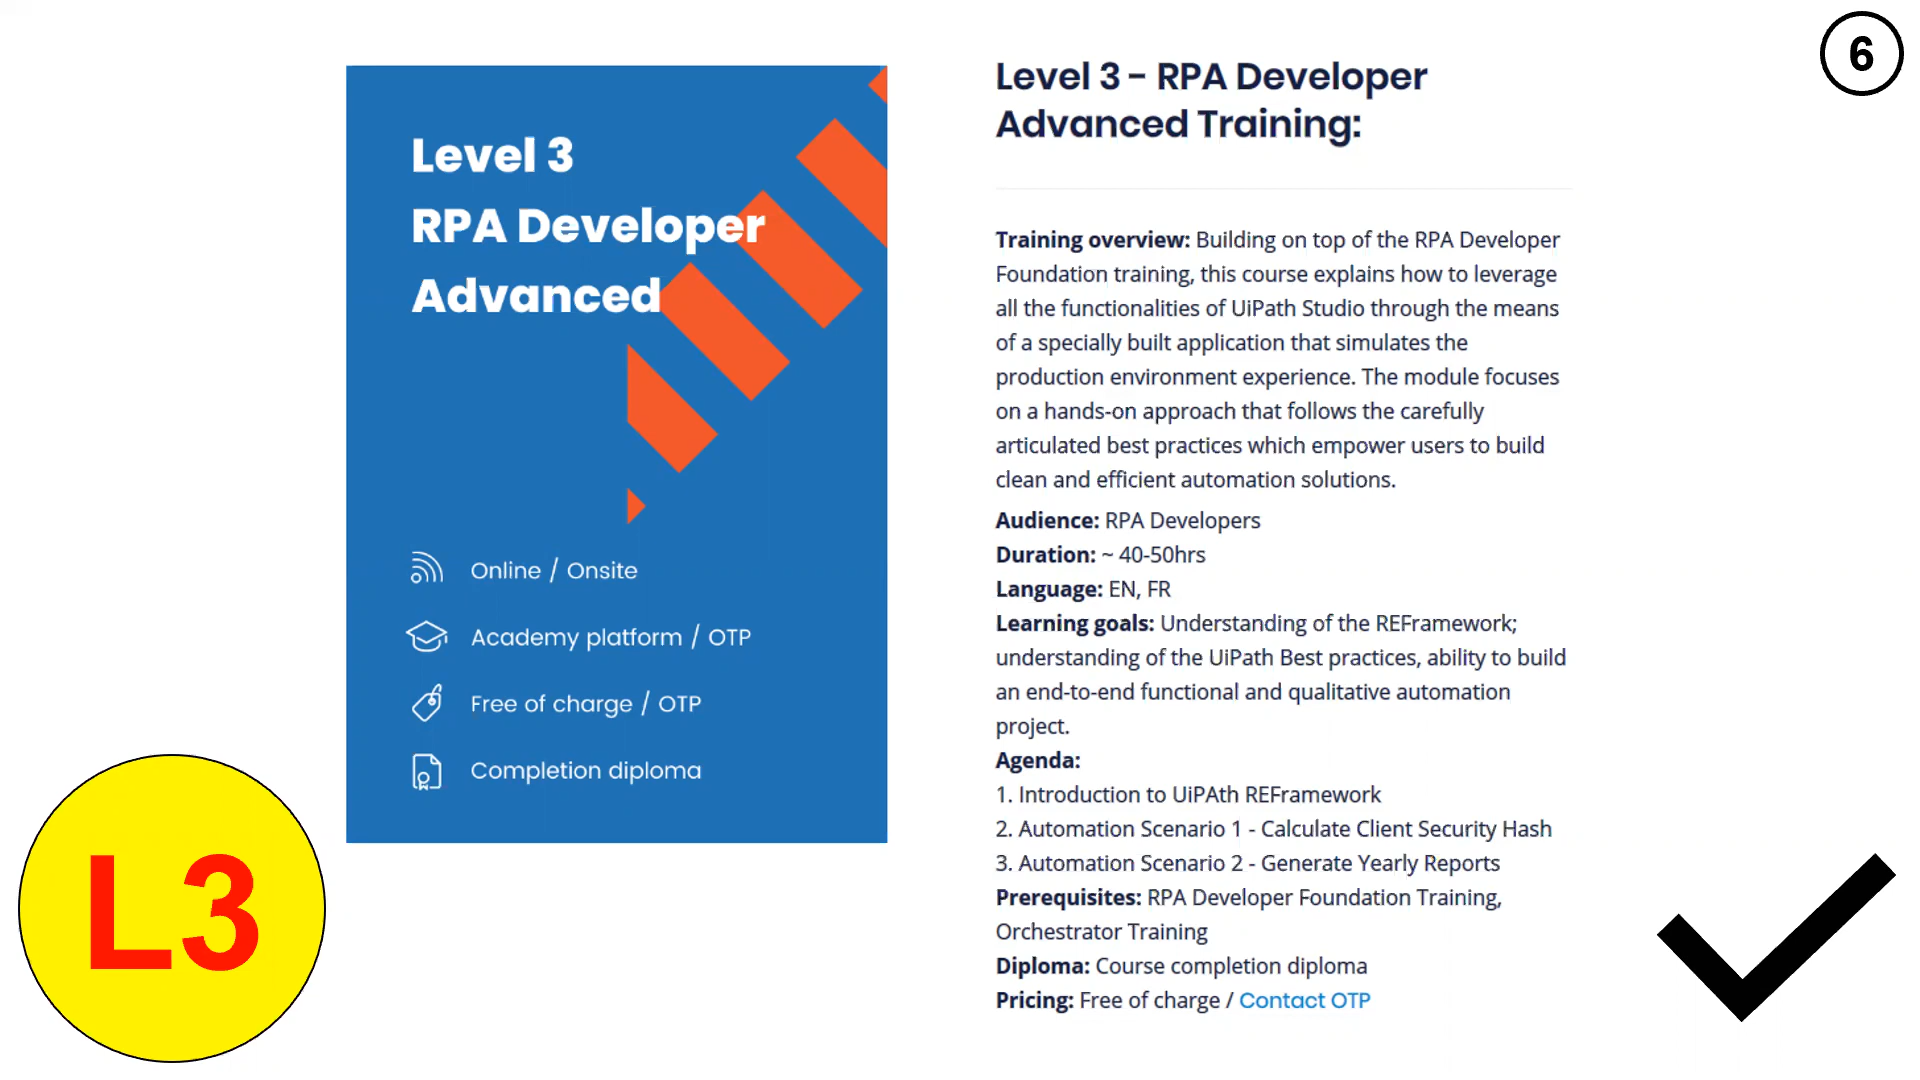 6
Level 3
RPA Developer
Advanced
Online / Onsite
Academy platform / OTP
Free of charge / OTP
Completion diploma
L3
Level 3 – RPA Developer
Advanced Training:
Training overview: Building on top of the RPA Developer
Foundation training, this course explains how to leverage
all the functionalities of UiPath Studio through the means
of a specially built application that simulates the
production environment experience. The module focuses
on a hands-on approach that follows the carefully
articulated best practices which empower users to build
clean and efficient automation solutions.
Audience: RPA Developers
Duration: ~ 40-50hrs
Language: EN, FR
Learning goals: Understanding of the REFramework;
understanding of the UiPath Best practices, ability to build
an end-to-end functional and qualitative automation
project.
Agenda:
1. Introduction to UiPAth REFramework
2. Automation Scenario 1 - Calculate Client Security Hash
3. Automation Scenario 2 - Generate Yearly Reports
Prerequisites: RPA Developer Foundation Training,
Orchestrator Training
Diploma: Course completion diploma
Pricing: Free of charge / Contact OTP